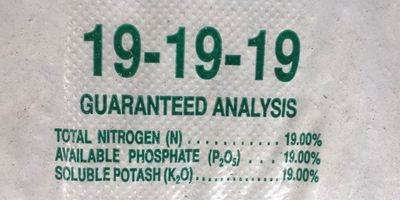 19-19-19
GUARANTEED ANALYSIS
TOTAL NITROGEN (N) . . . . . . . . . . . 19.00%
AVAILABLE PHOSPHATE (P₂O₅) . . . 19.00%
SOLUBLE POTASH (K₂O) . . . . . . . . . . 19.00%